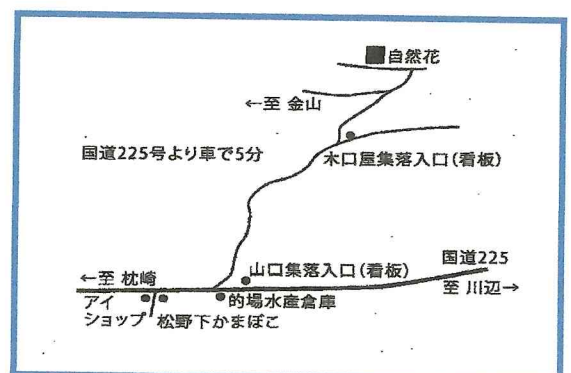 自然花
←至 金山
国道225号より車で5分
木口屋集落入口(看板)
山口集落入口(看板)
国道225
←至 枕崎
至 川辺→
アイ
ショップ
松野下かまぼこ
的場水産倉庫